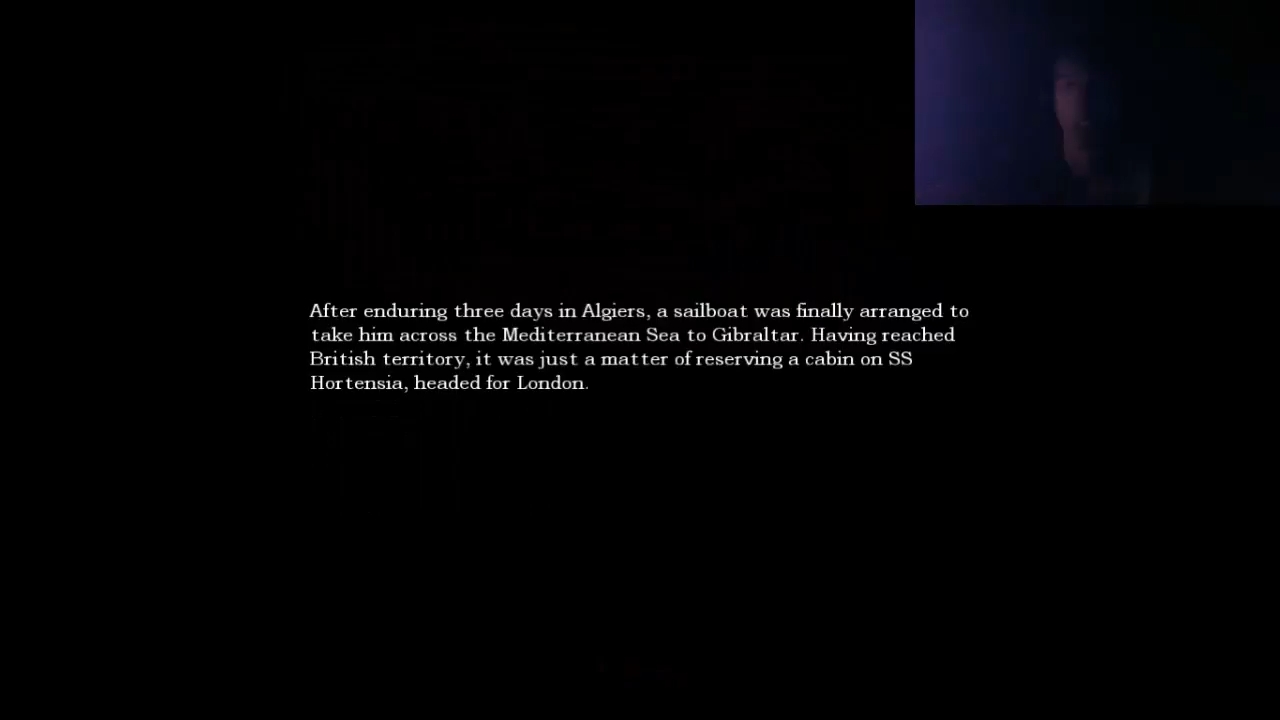 After enduring three days in Algiers, a sailboat was finally arranged to
take him across the Mediterranean Sea to Gibraltar. Having reached
British territory, it was just a matter of reserving a cabin on SS
Hortensia, headed for London.